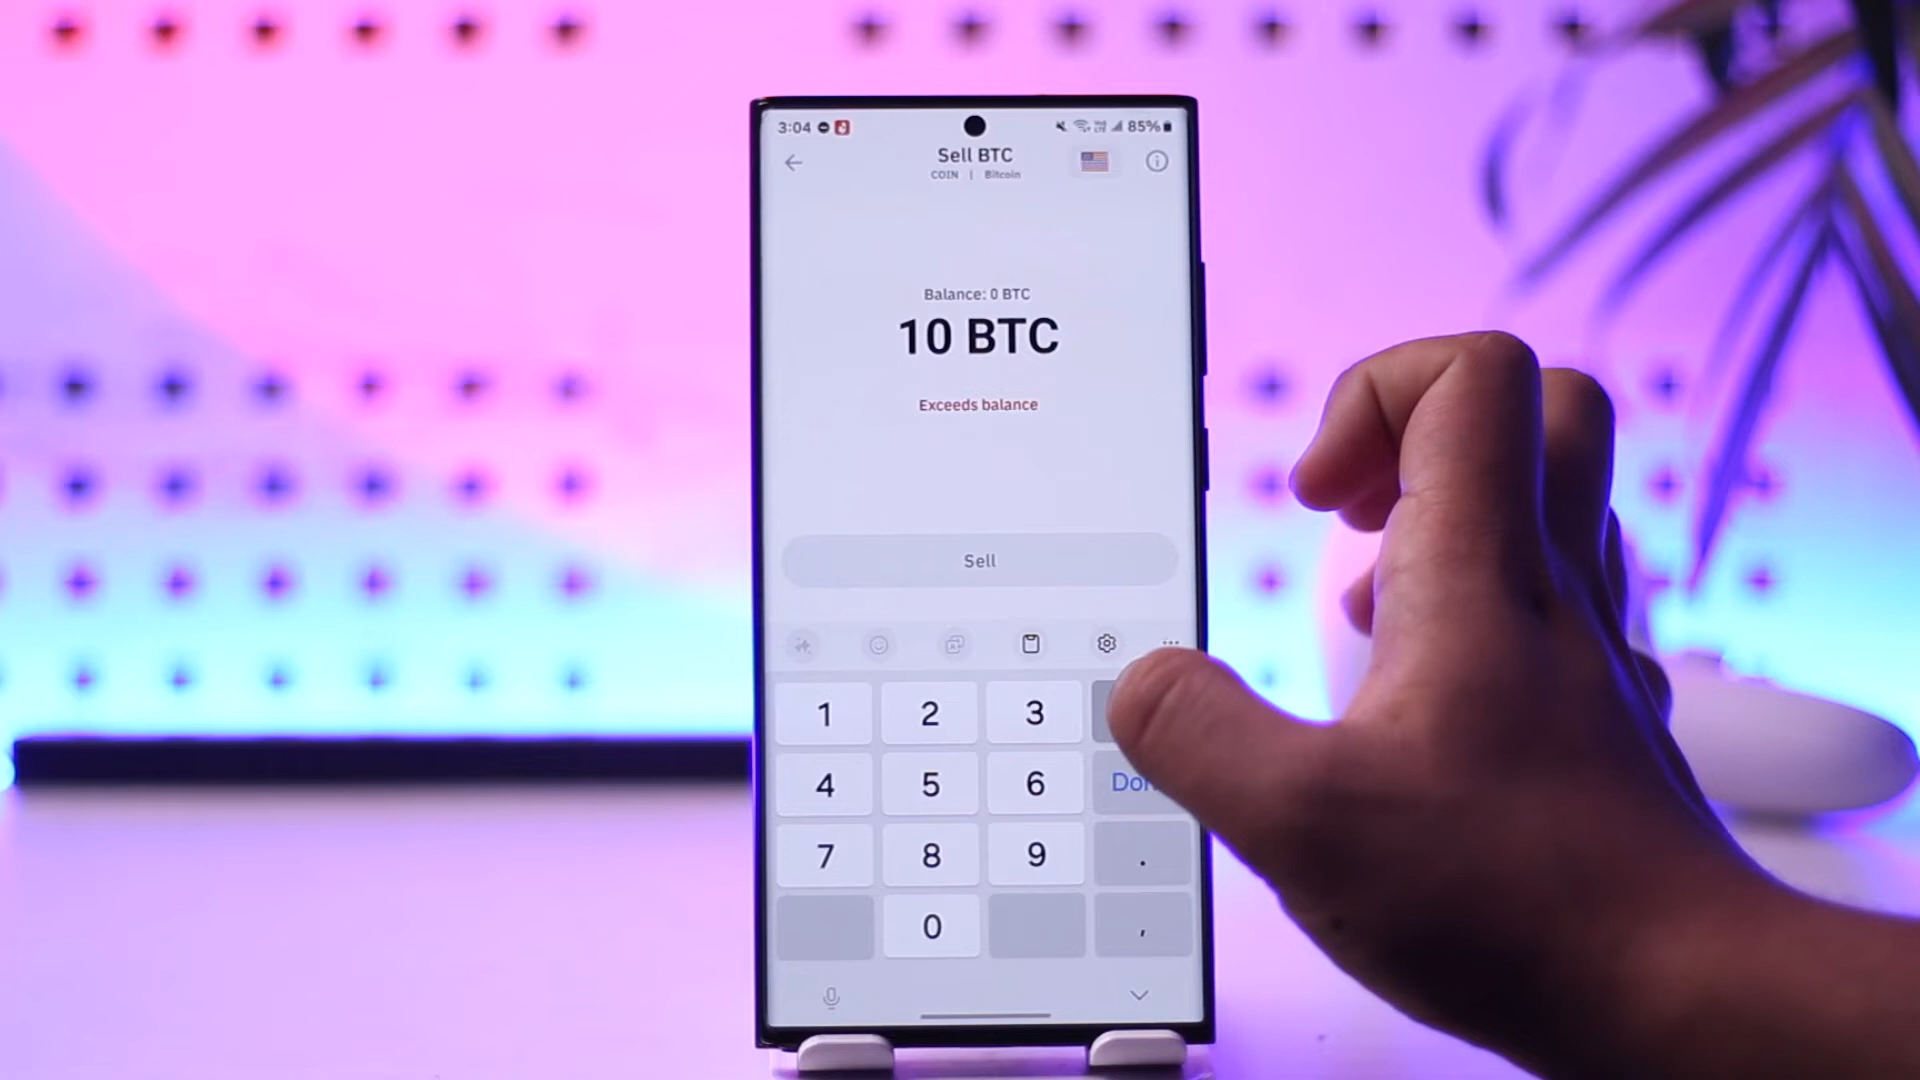 3:04 85%
Sell BTC
COIN | Bitcoin
Balance: 0 BTC
10 BTC
Exceeds balance
Sell
1 2 3
4 5 6 Don
7 8 9 .
0 ,